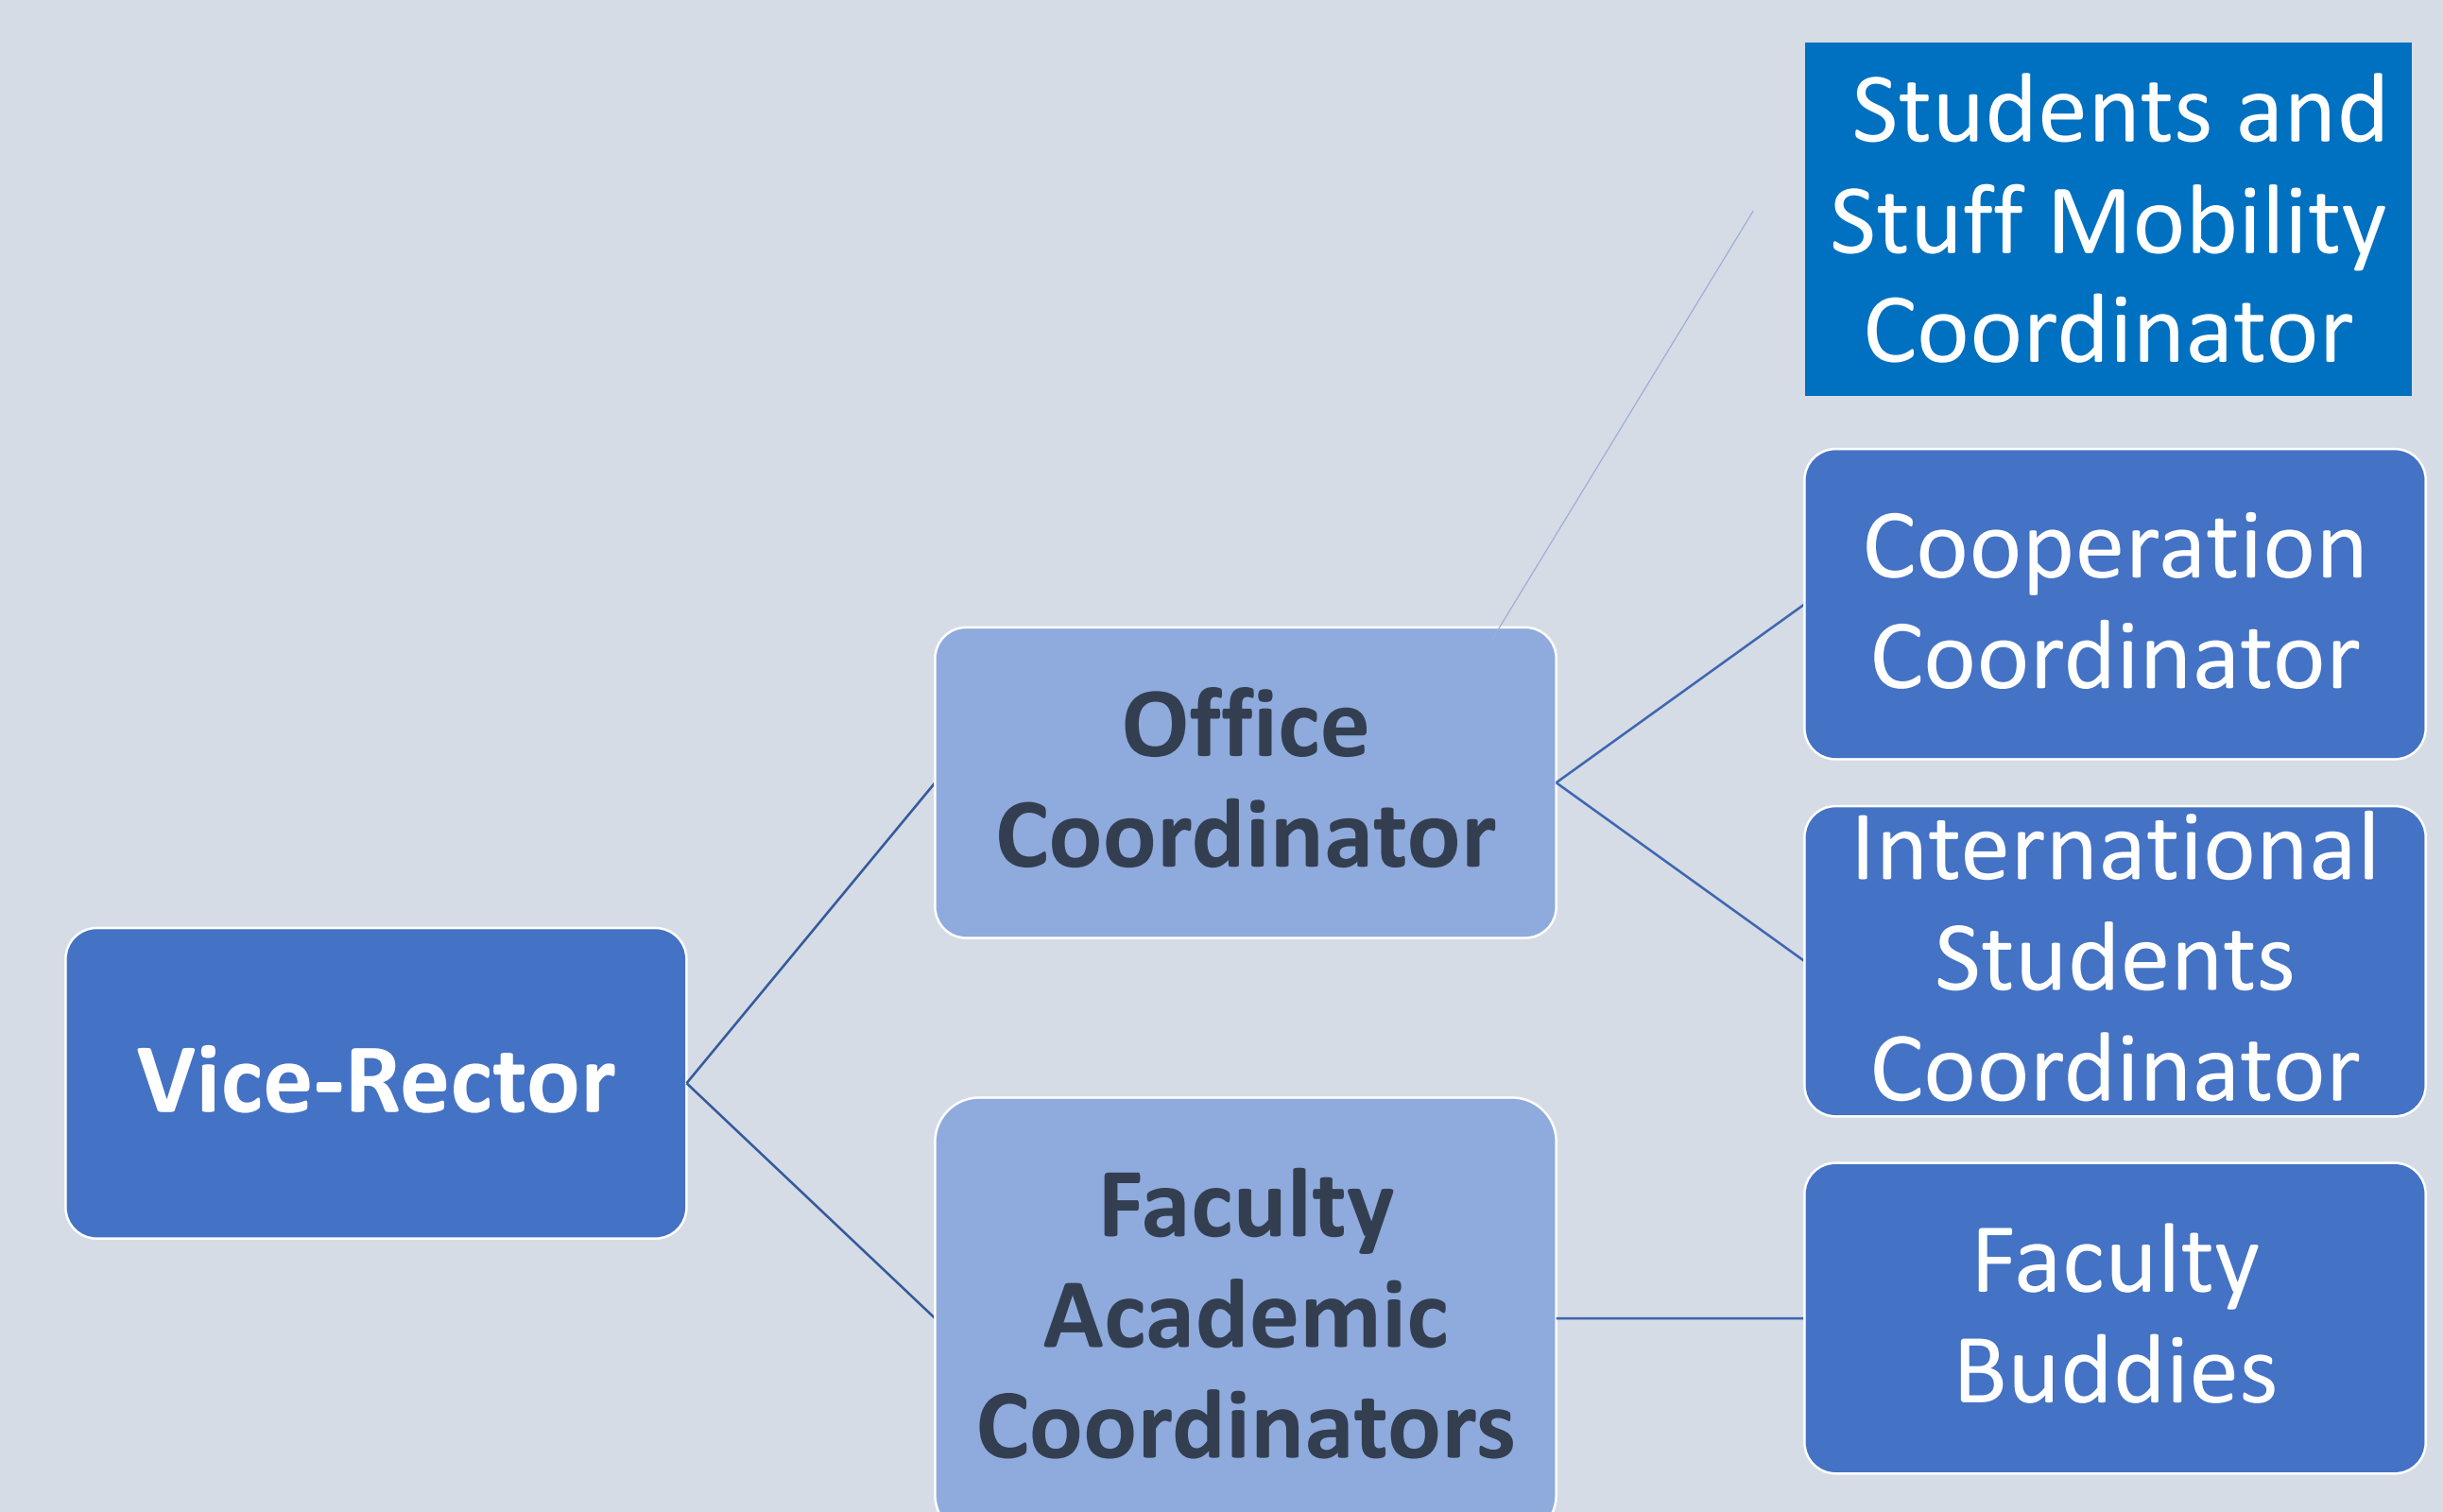 Students and
Stuff Mobility
Coordinator
Cooperation
Coordinator
Office
Coordinator
International
Students
Coordinator
Vice-Rector
Faculty
Academic
Coordinators
Faculty
Buddies